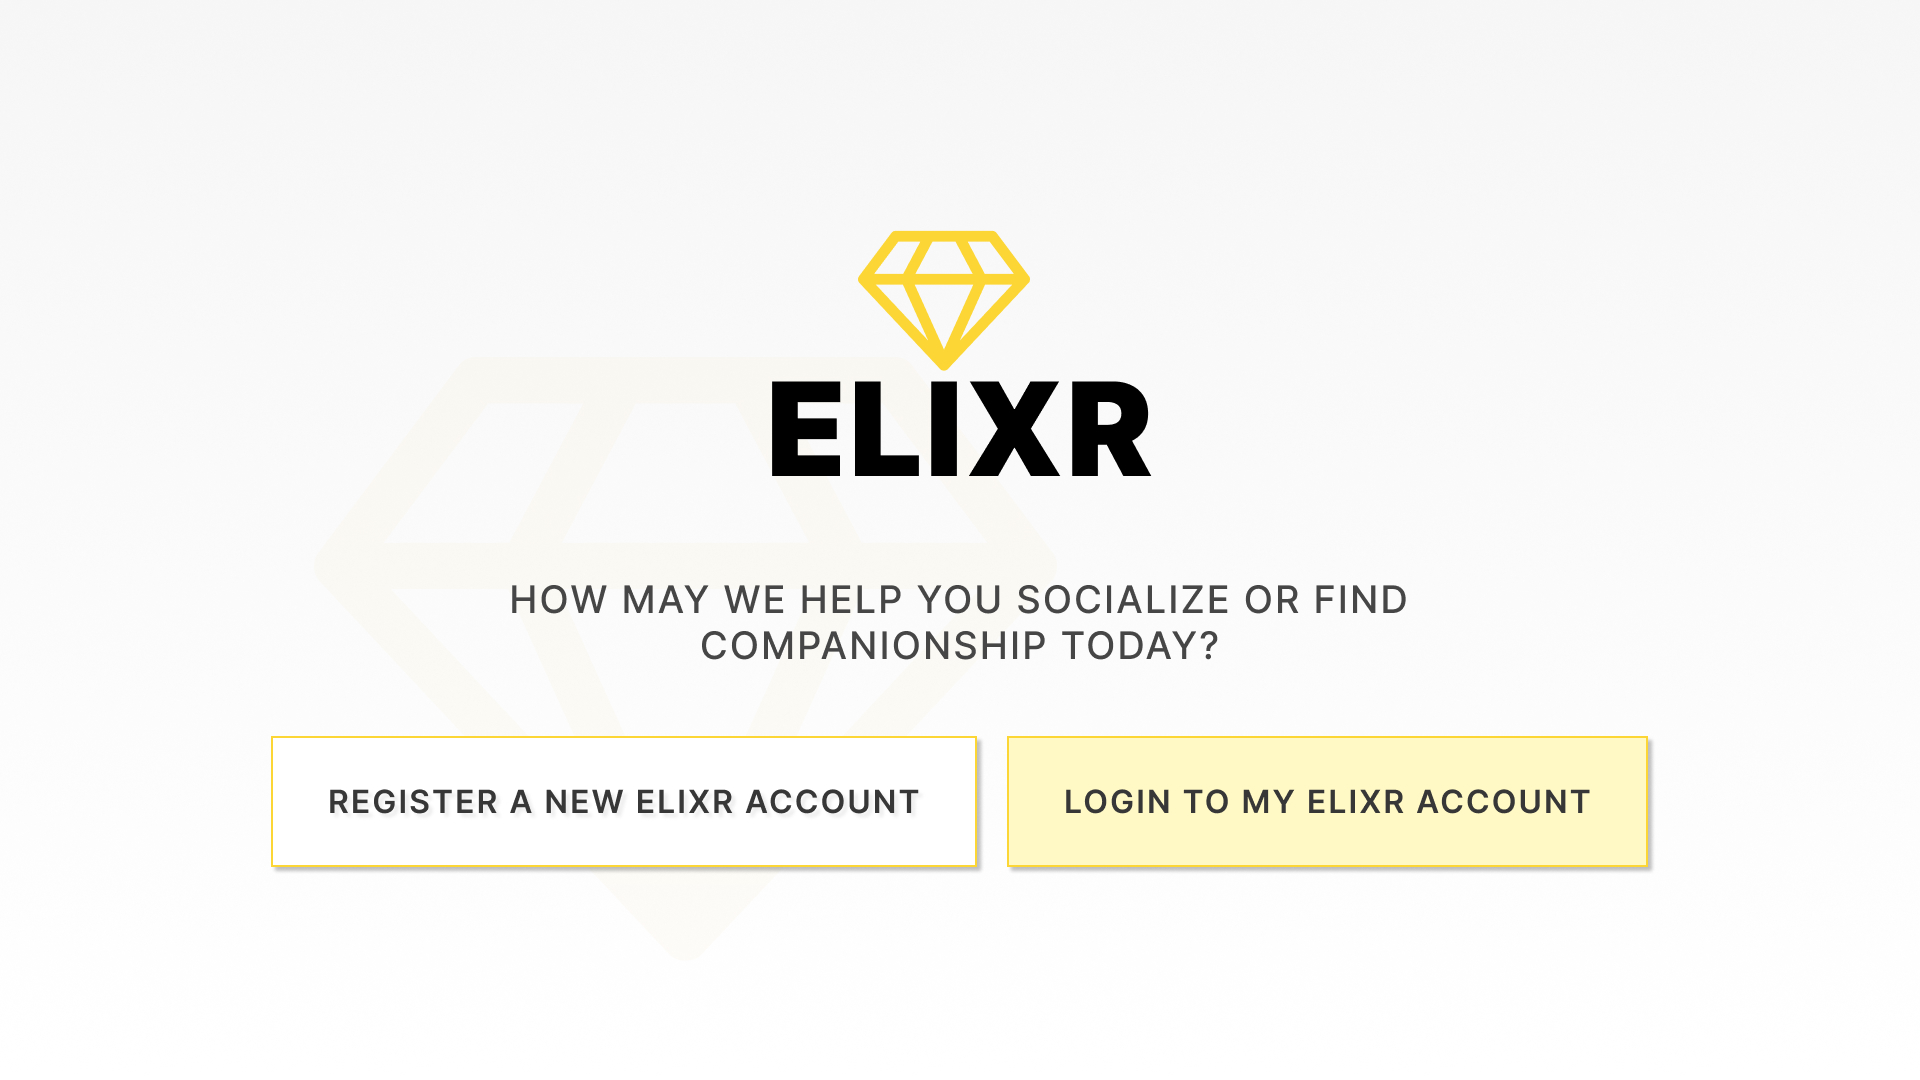 ELIXR
HOW MAY WE HELP YOU SOCIALIZE OR FIND
COMPANIONSHIP TODAY?
REGISTER A NEW ELIXR ACCOUNT
LOGIN TO MY ELIXR ACCOUNT